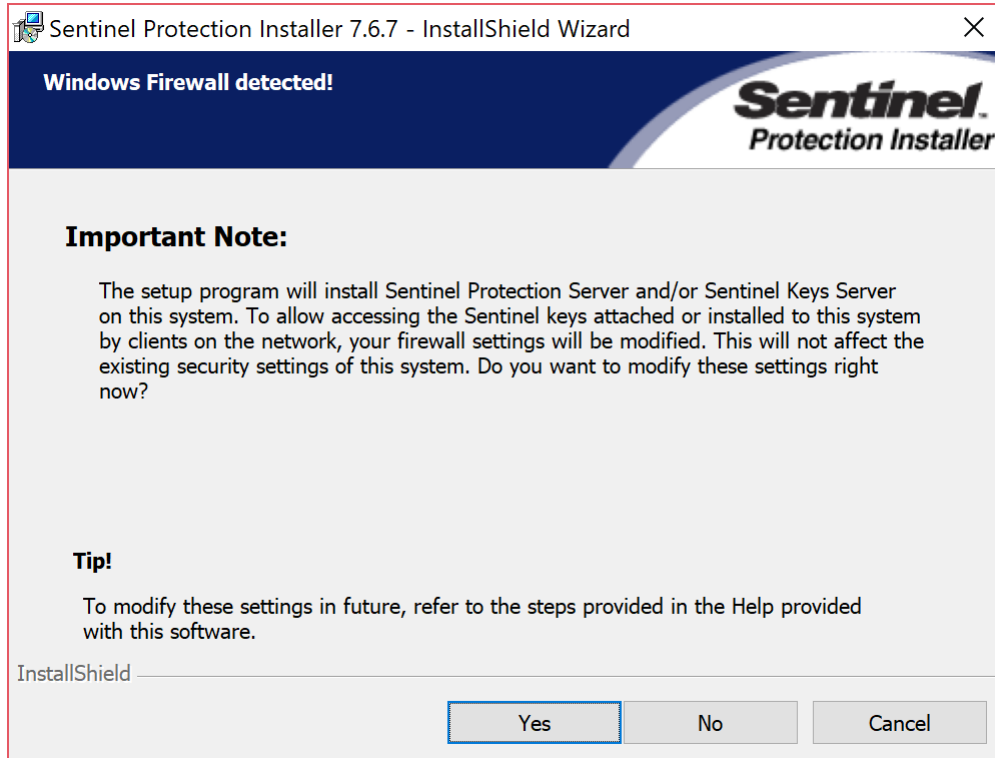 Sentinel Protection Installer 7.6.7 - InstallShield Wizard
Windows Firewall detected!
Sentinel™
Protection Installer
Important Note:
The setup program will install Sentinel Protection Server and/or Sentinel Keys Server
on this system. To allow accessing the Sentinel keys attached or installed to this system
by clients on the network, your firewall settings will be modified. This will not affect the
existing security settings of this system. Do you want to modify these settings right
now?
Tip!
To modify these settings in future, refer to the steps provided in the Help provided
with this software.
InstallShield
Yes No Cancel